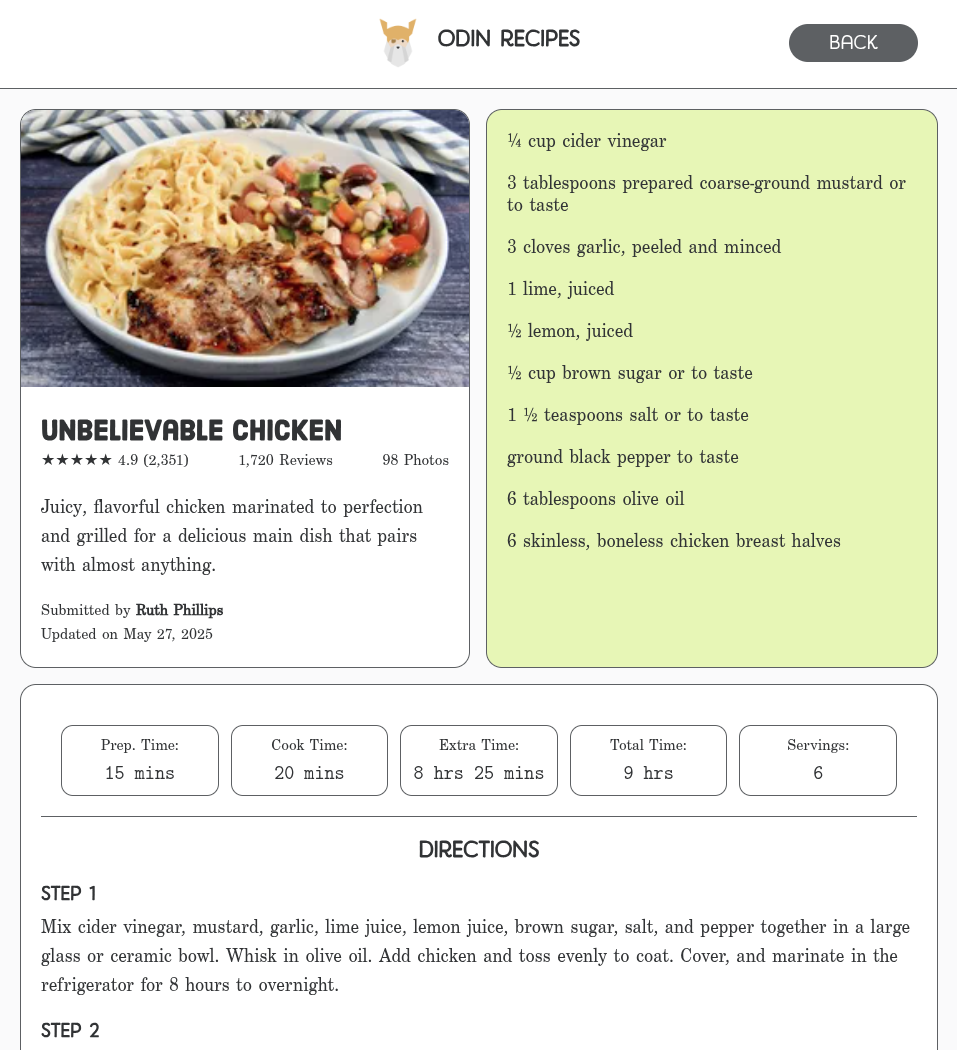 ODIN RECIPES
BACK
UNBELIEVABLE CHICKEN
★★★★★ 4.9 (2,351) 1,720 Reviews 98 Photos
Juicy, flavorful chicken marinated to perfection
and grilled for a delicious main dish that pairs
with almost anything.
Submitted by Ruth Phillips
Updated on May 27, 2025
¼ cup cider vinegar
3 tablespoons prepared coarse-ground mustard or
to taste
3 cloves garlic, peeled and minced
1 lime, juiced
½ lemon, juiced
½ cup brown sugar or to taste
1 ½ teaspoons salt or to taste
ground black pepper to taste
6 tablespoons olive oil
6 skinless, boneless chicken breast halves
Prep. Time:
15 mins
Cook Time:
20 mins
Extra Time:
8 hrs 25 mins
Total Time:
9 hrs
Servings:
6
DIRECTIONS
STEP 1
Mix cider vinegar, mustard, garlic, lime juice, lemon juice, brown sugar, salt, and pepper together in a large
glass or ceramic bowl. Whisk in olive oil. Add chicken and toss evenly to coat. Cover, and marinate in the
refrigerator for 8 hours to overnight.
STEP 2